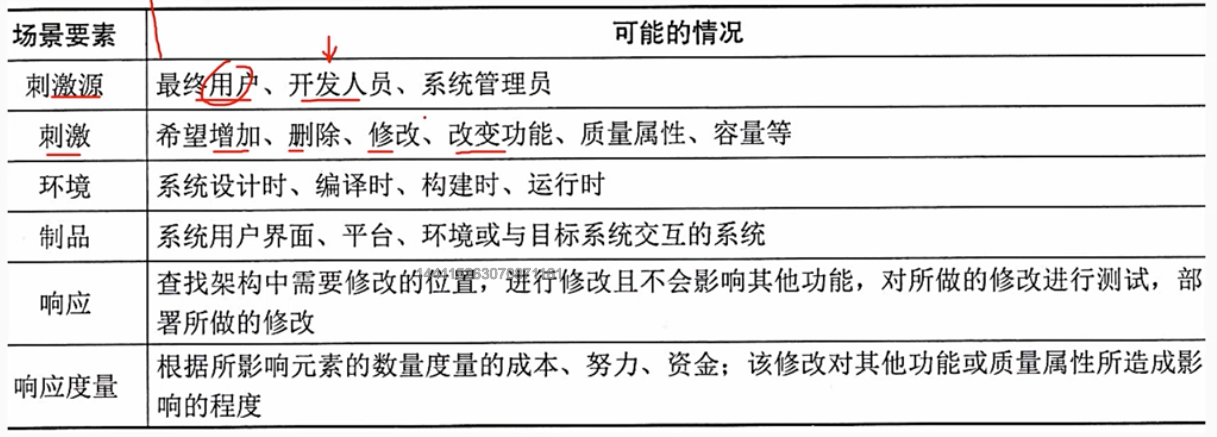 场景要素 可能的情况
刺激源 最终用户、开发人员、系统管理员
刺激 希望增加、删除、修改、改变功能、质量属性、容量等
环境 系统设计时、编译时、构建时、运行时
制品 系统用户界面、平台、环境或与目标系统交互的系统
响应 查找架构中需要修改的位置,进行修改且不会影响其他功能,对所做的修改进行测试,部
署所做的修改
响应度量 根据所影响元素的数量度量的成本、努力、资金;该修改对其他功能或质量属性所造成影
响的程度